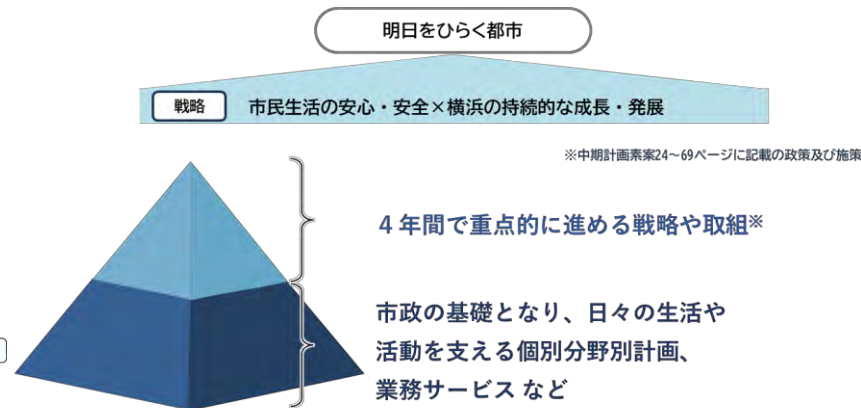 明日をひらく都市
戦略 市民生活の安心・安全×横浜の持続的な成長・発展
※中期計画素案24～69ページに記載の政策及び施策
4年間で重点的に進める戦略や取組※
市政の基礎となり、日々の生活や
活動を支える個別分野別計画、
業務サービス など